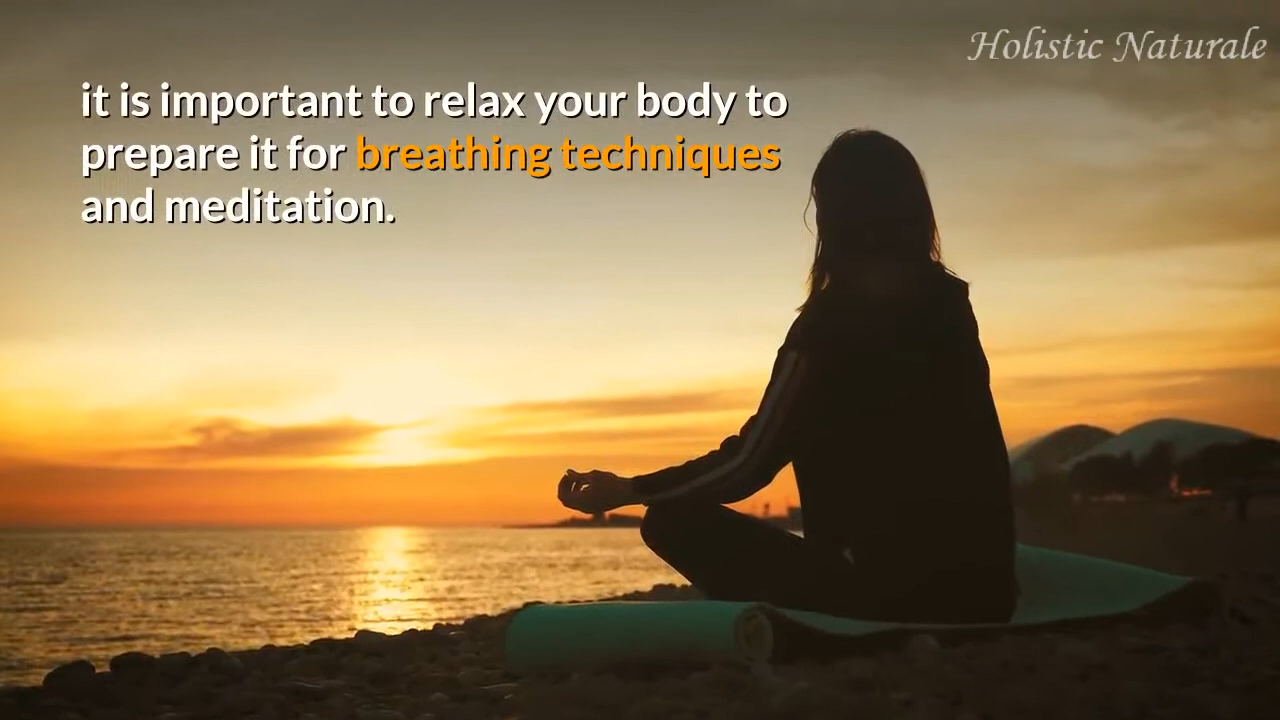 Holistic Naturale
it is important to relax your body to
prepare it for breathing techniques
and meditation.